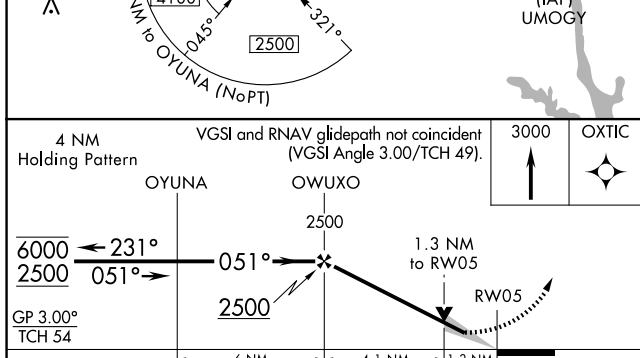 (IAF)
UMOGY
4100
NM to OYUNA (NoPT)
045°
321°
2500
4 NM
Holding Pattern
VGSI and RNAV glidepath not coincident
(VGSI Angle 3.00/TCH 49).
3000
OXTIC
OYUNA
OWUXO
2500
1.3 NM
to RW05
6000
2500
231°
051°
051°
2500
RW05
GP 3.00°
TCH 54
6 NM
4.1 NM
1.3 NM